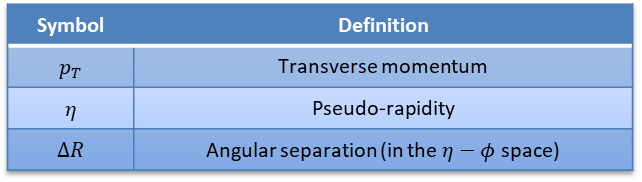 Symbol Definition
p_T Transverse momentum
η Pseudo-rapidity
ΔR Angular separation (in the η − ϕ space)